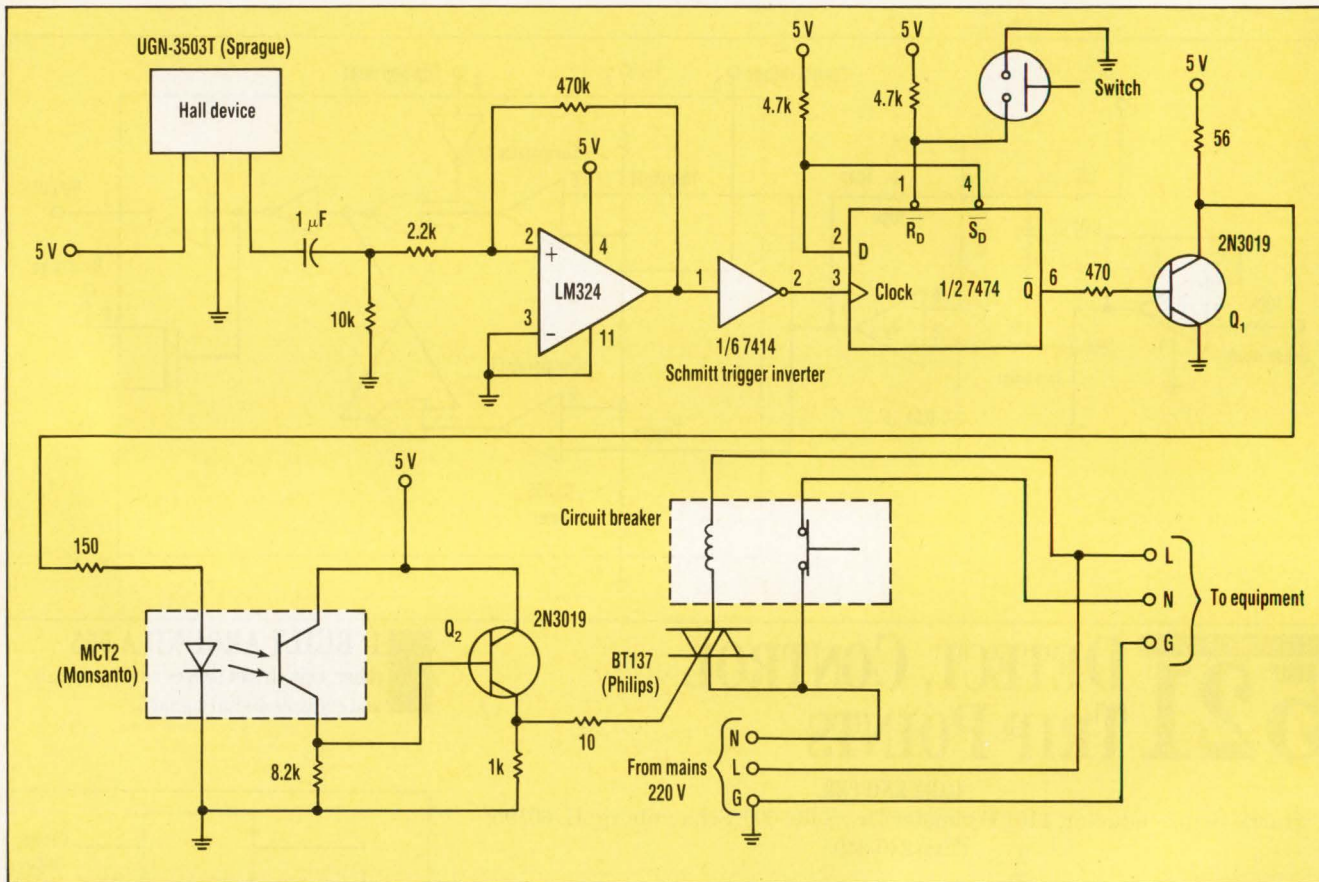 UGN-3503T (Sprague)
Hall device
5 V
1 μF
10k
2.2k
470k
5 V
2
+
4
LM324
3
−
11
1
2
1/6 7414
Schmitt trigger inverter
5 V
4.7k
5 V
4.7k
Switch
1
4
R̅D
S̅D
2
D
3
Clock
1/2 7474
Q̅
6
470
5 V
56
2N3019
Q1
150
MCT2
(Monsanto)
5 V
8.2k
Q2
2N3019
1k
10
Circuit breaker
BT137
(Philips)
N
From mains
L
220 V
G
L
N
To equipment
G